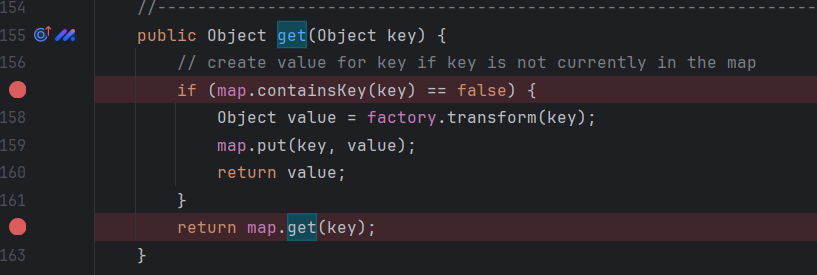 154 //------------------------------------------------------------------
155 public Object get(Object key) {
156 // create value for key if key is not currently in the map
if (map.containsKey(key) == false) {
158 Object value = factory.transform(key);
159 map.put(key, value);
160 return value;
161 }
return map.get(key);
163 }